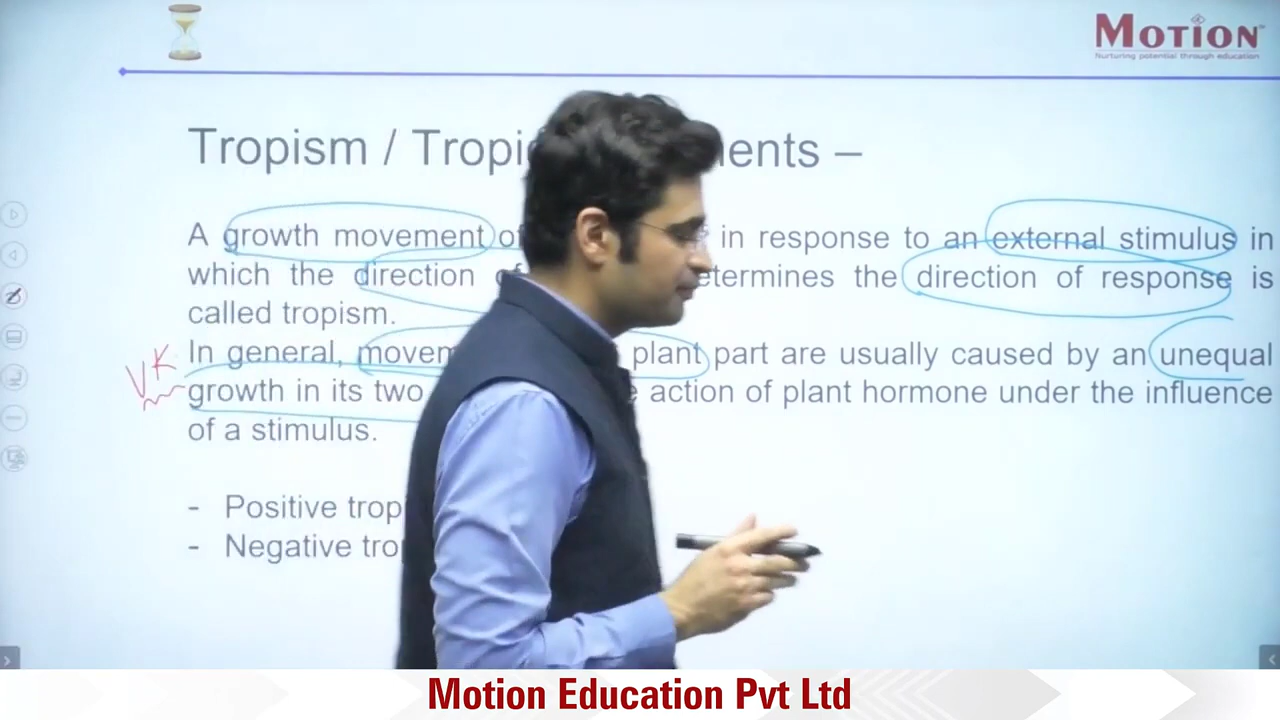 MOTION
Nurturing potential through education
Tropism / Tropi ents –
A growth movement of in response to an external stimulus in
which the direction of etermines the direction of response is
called tropism.
VK In general, movem plant part are usually caused by an unequal
growth in its two action of plant hormone under the influence
of a stimulus.
- Positive trop
- Negative tro
Motion Education Pvt Ltd